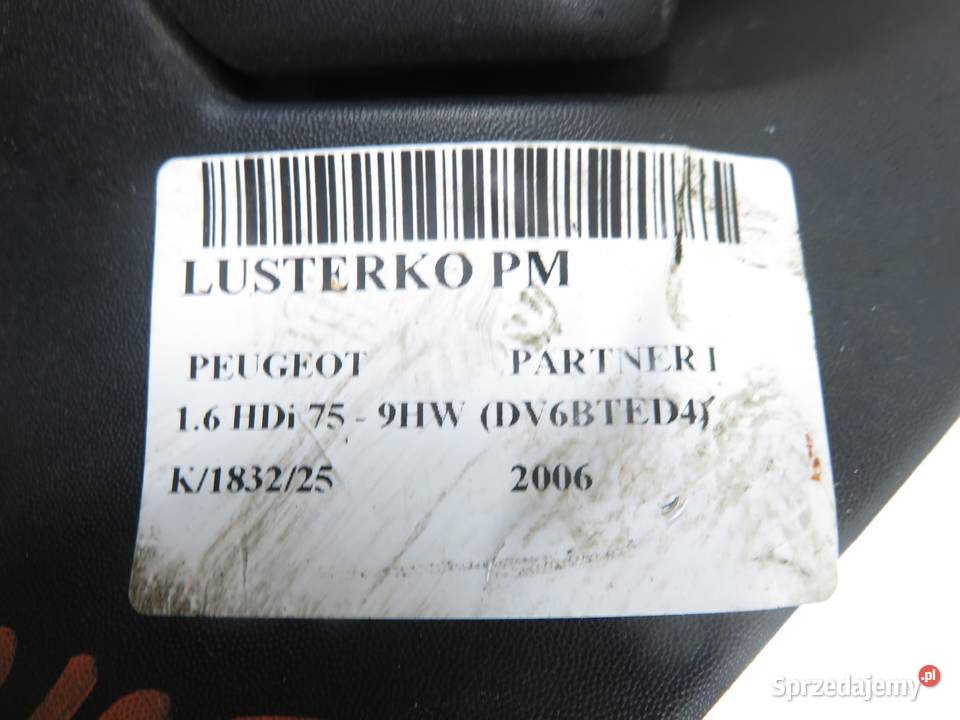 LUSTERKO PM
PEUGEOT PARTNER I
1.6 HDi 75 - 9HW (DV6BTED4)
K/1832/25 2006
Sprzedajemy.pl